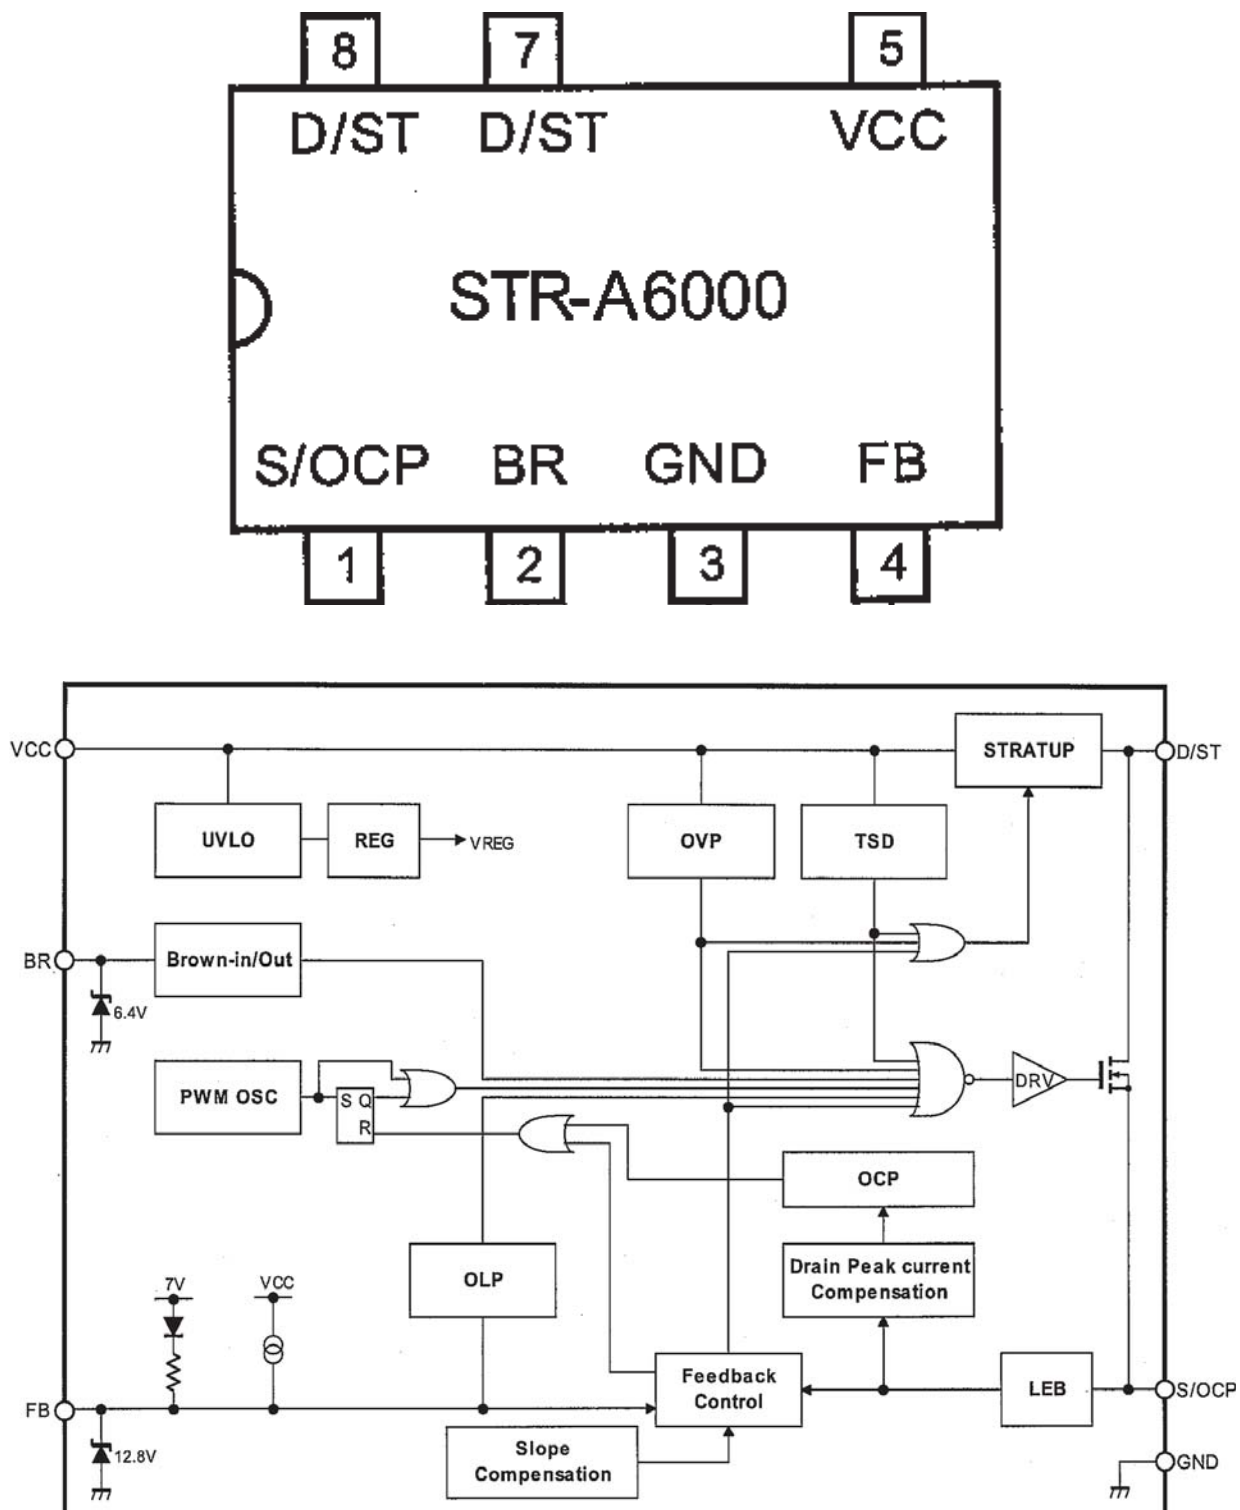 8 7 5
D/ST D/ST VCC
STR-A6000
S/OCP BR GND FB
1 2 3 4
VCC
STRATUP
D/ST
UVLO
REG
VREG
OVP
TSD
BR
Brown-in/Out
6.4V
PWM OSC
S Q
R
DRV
OCP
OLP
Drain Peak current
Compensation
7V
VCC
Feedback
Control
LEB
S/OCP
FB
12.8V
Slope
Compensation
GND